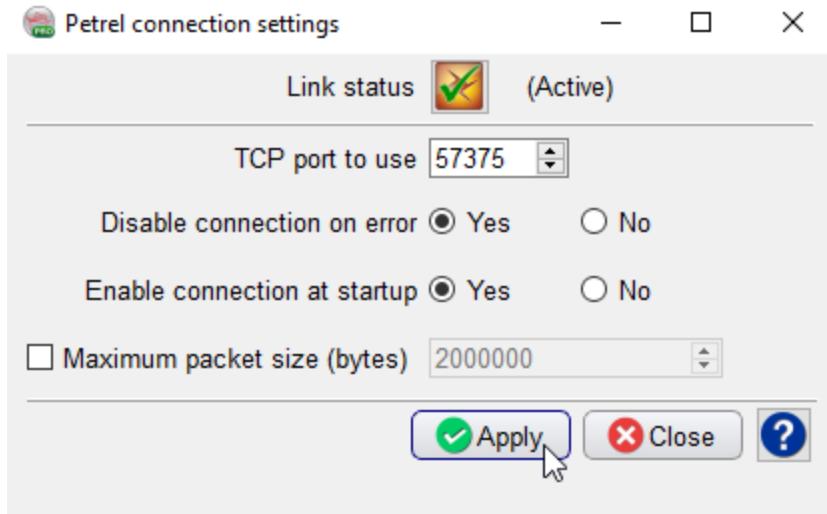 PRO Petrel connection settings
Link status (Active)
TCP port to use 57375
Disable connection on error Yes No
Enable connection at startup Yes No
Maximum packet size (bytes) 2000000
Apply Close ?